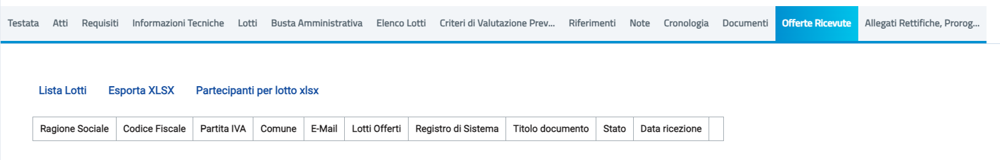 Testata Atti Requisiti Informazioni Tecniche Lotti Busta Amministrativa Elenco Lotti Criteri di Valutazione Prev... Riferimenti Note Cronologia Documenti Offerte Ricevute Allegati Rettifiche, Prorog...
Lista Lotti Esporta XLSX Partecipanti per lotto xlsx
Ragione Sociale Codice Fiscale Partita IVA Comune E-Mail Lotti Offerti Registro di Sistema Titolo documento Stato Data ricezione